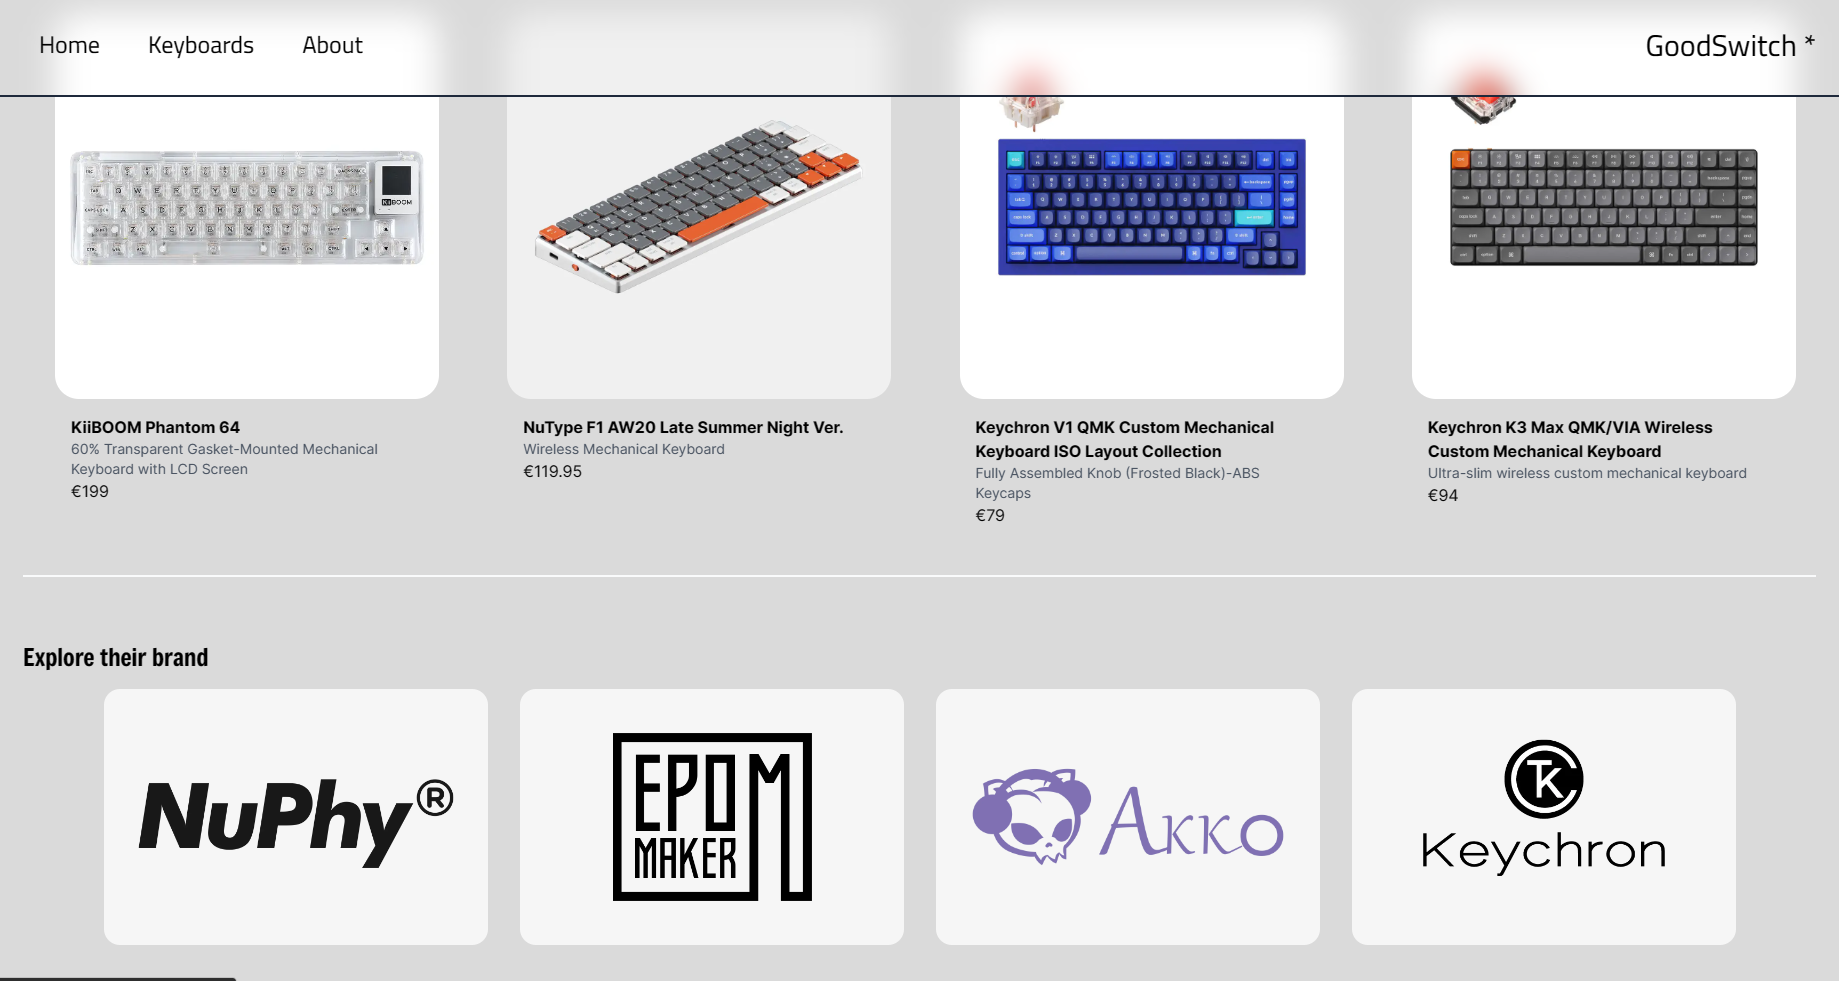 Home Keyboards About GoodSwitch *
KiiBOOM
KiiBOOM Phantom 64
60% Transparent Gasket-Mounted Mechanical
Keyboard with LCD Screen
€199
NuType F1 AW20 Late Summer Night Ver.
Wireless Mechanical Keyboard
€119.95
Keychron V1 QMK Custom Mechanical
Keyboard ISO Layout Collection
Fully Assembled Knob (Frosted Black)-ABS
Keycaps
€79
Keychron K3 Max QMK/VIA Wireless
Custom Mechanical Keyboard
Ultra-slim wireless custom mechanical keyboard
€94
Explore their brand
NuPhy®
EPOM
MAKER
Akko
Keychron